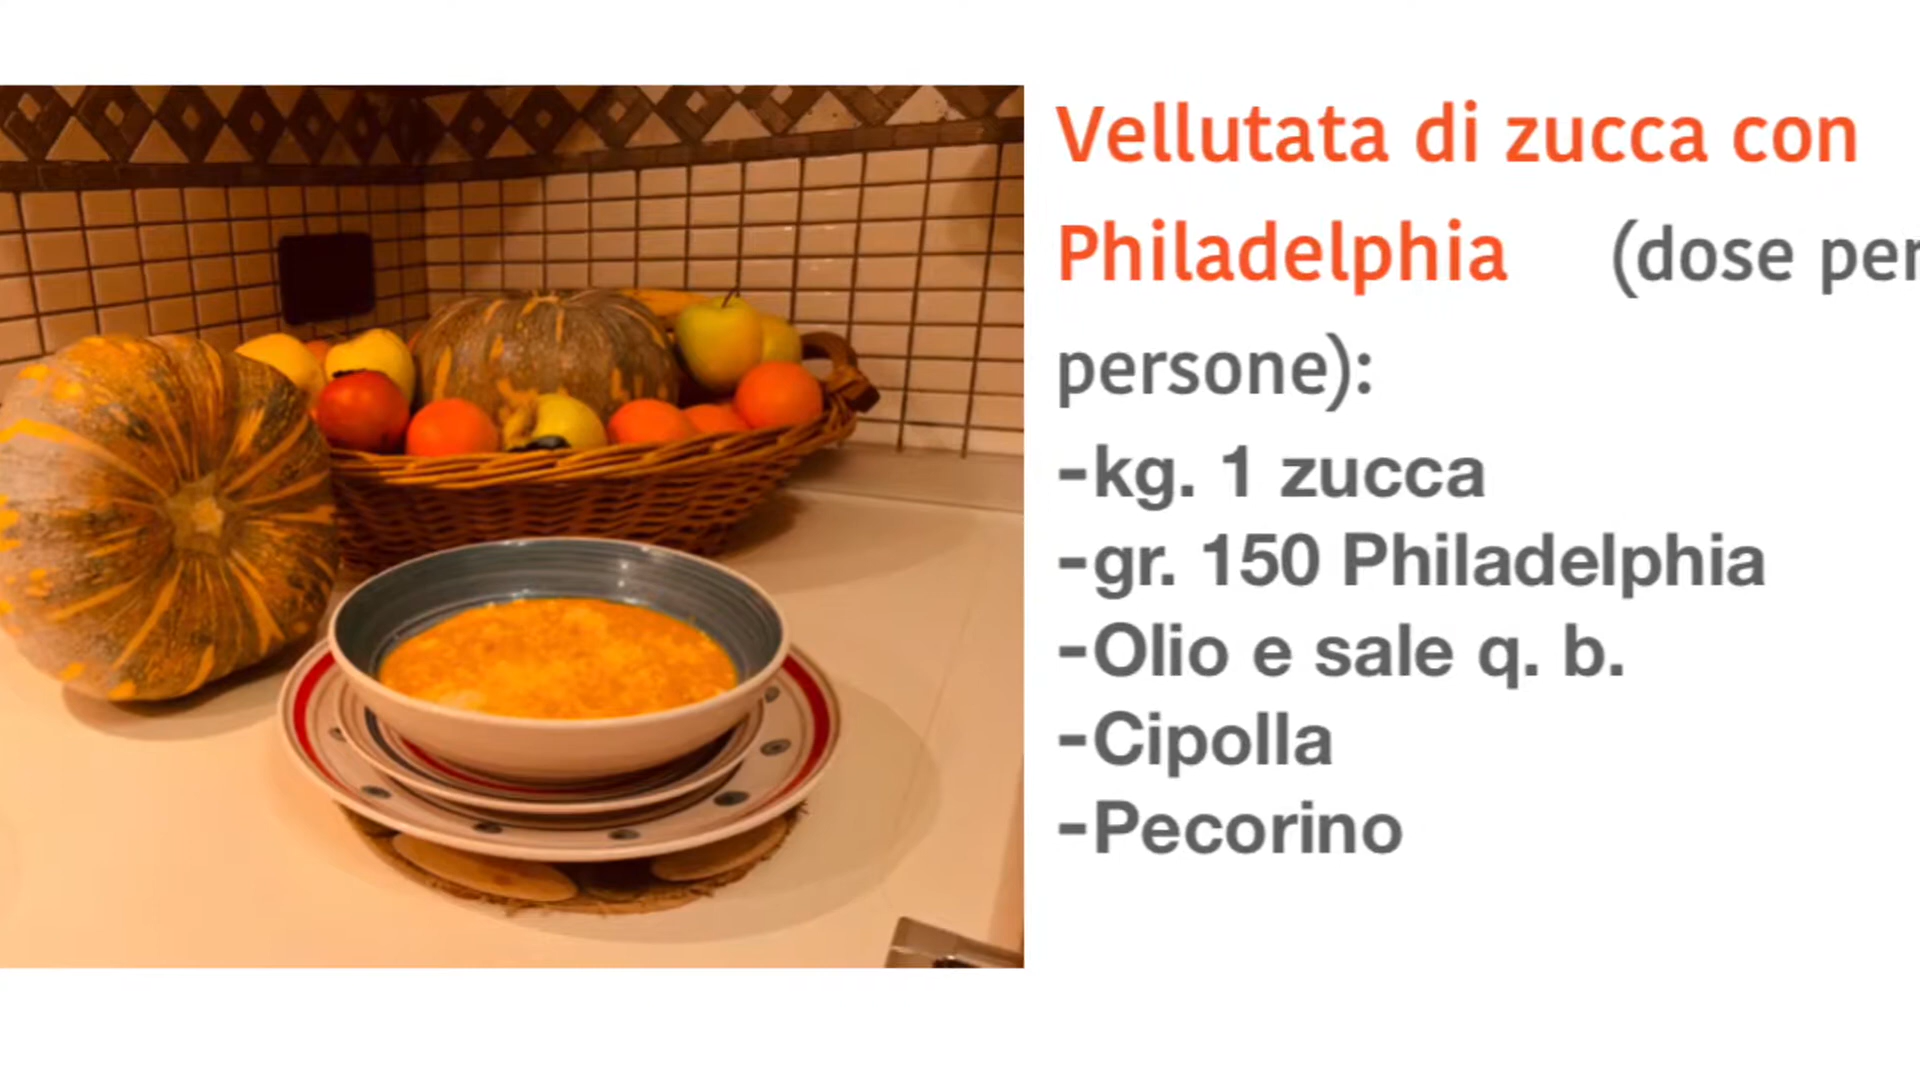 Vellutata di zucca con
Philadelphia (dose per
persone):
-kg. 1 zucca
-gr. 150 Philadelphia
-Olio e sale q. b.
-Cipolla
-Pecorino